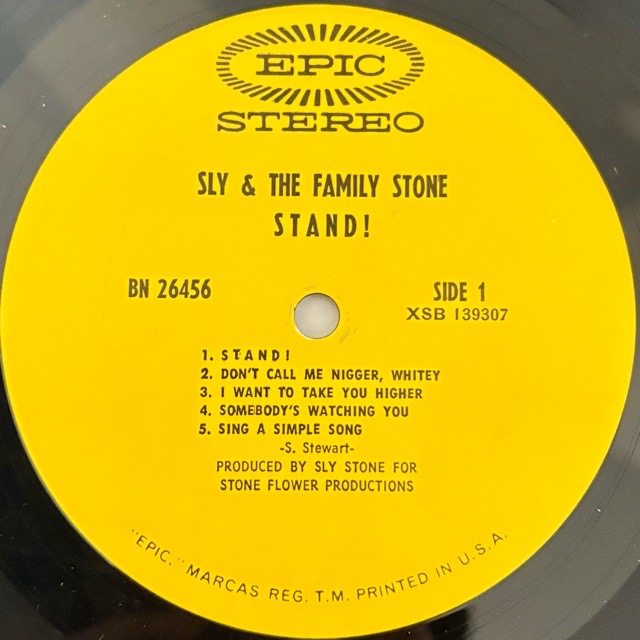 EPIC
STEREO
SLY & THE FAMILY STONE
STAND!
BN 26456
SIDE 1
XSB 139307
1. STAND!
2. DON'T CALL ME NIGGER, WHITEY
3. I WANT TO TAKE YOU HIGHER
4. SOMEBODY'S WATCHING YOU
5. SING A SIMPLE SONG
-S. Stewart-
PRODUCED BY SLY STONE FOR
STONE FLOWER PRODUCTIONS
"EPIC," MARCAS REG. T.M. PRINTED IN U.S.A.